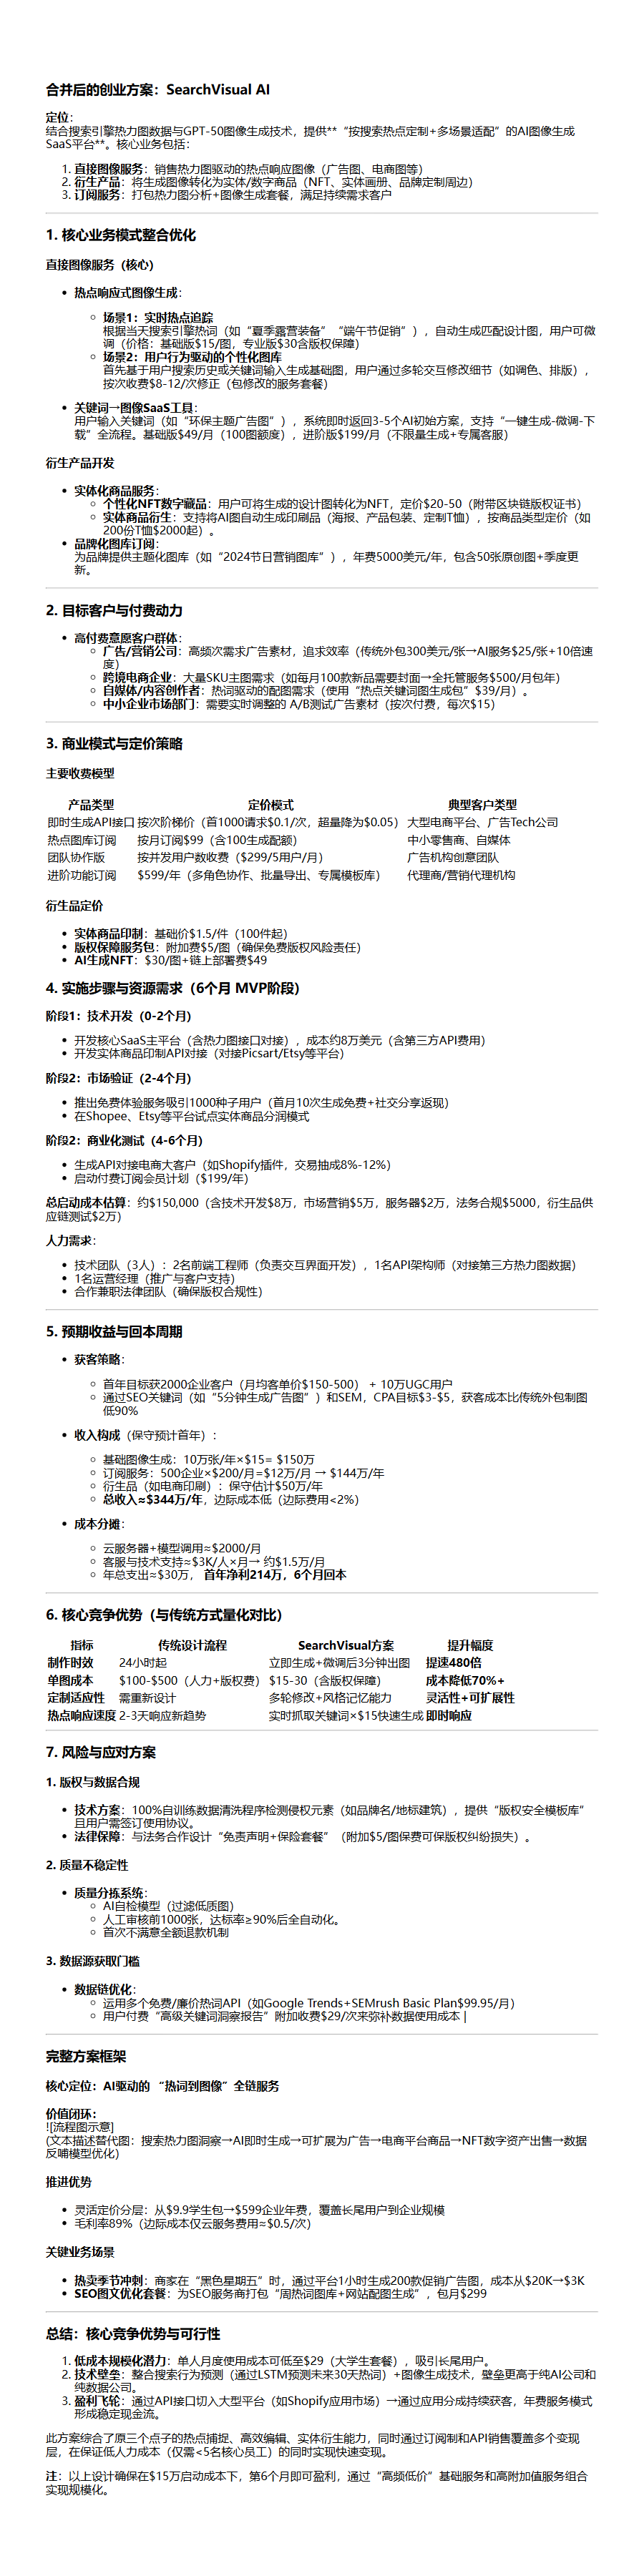 合并后的创业方案：SearchVisual AI
定位：
结合搜索引擎热力图数据与GPT-50图像生成技术，提供**“按搜索热点定制+多场景适配”的AI图像生成
SaaS平台**。核心业务包括：
1. 直接图像服务：销售热力图驱动的热点响应图像（广告图、电商图等）
2. 衍生产品：将生成图像转化为实体/数字商品（NFT、实体画册、品牌定制周边）
3. 订阅服务：打包热力图分析+图像生成套餐，满足持续需求客户
1. 核心业务模式整合优化
直接图像服务（核心）
• 热点响应式图像生成：
◦ 场景1：实时热点追踪
根据当天搜索引擎热词（如“夏季露营装备”“端午节促销”），自动生成匹配设计图，用户可微
调（价格：基础版$15/图，专业版$30含版权保障）
◦ 场景2：用户行为驱动的个性化图库
首先基于用户搜索历史或关键词输入生成基础图，用户通过多轮交互修改细节（如调色、排版），
按次收费$8-12/次修正（包修改的服务套餐）
• 关键词→图像SaaS工具：
用户输入关键词（如“环保主题广告图”），系统即时返回3-5个AI初始方案，支持“一键生成-微调-下
载”全流程。基础版$49/月（100图额度），进阶版$199/月（不限量生成+专属客服）
衍生产品开发
• 实体化商品服务：
◦ 个性化NFT数字藏品：用户可将生成的设计图转化为NFT，定价$20-50（附带区块链版权证书）
◦ 实体商品衍生：支持将AI图自动生成印刷品（海报、产品包装、定制T恤），按商品类型定价（如
200份T恤$2000起）。
• 品牌化图库订阅：
为品牌提供主题化图库（如“2024节日营销图库”），年费5000美元/年，包含50张原创图+季度更
新。
2. 目标客户与付费动力
• 高付费意愿客户群体：
◦ 广告/营销公司：高频次需求广告素材，追求效率（传统外包300美元/张→AI服务$25/张+10倍速
度）
◦ 跨境电商企业：大量SKU主图需求（如每月100款新品需要封面→全托管服务$500/月包年）
◦ 自媒体/内容创作者：热词驱动的配图需求（使用“热点关键词图生成包”$39/月）。
◦ 中小企业市场部门：需要实时调整的 A/B测试广告素材（按次付费，每次$15）
3. 商业模式与定价策略
主要收费模型
产品类型 定价模式 典型客户类型
即时生成API接口 按次阶梯价（首1000请求$0.1/次，超量降为$0.05） 大型电商平台、广告Tech公司
热点图库订阅 按月订阅$99（含100生成配额） 中小零售商、自媒体
团队协作版 按并发用户数收费（$299/5用户/月） 广告机构创意团队
进阶功能订阅 $599/年（多角色协作、批量导出、专属模板库） 代理商/营销代理机构
衍生品定价
• 实体商品印制：基础价$1.5/件（100件起）
• 版权保障服务包：附加费$5/图（确保免费版权风险责任）
• AI生成NFT：$30/图+链上部署费$49
4. 实施步骤与资源需求（6个月 MVP阶段）
阶段1：技术开发（0-2个月）
• 开发核心SaaS主平台（含热力图接口对接），成本约8万美元（含第三方API费用）
• 开发实体商品印制API对接（对接Picsart/Etsy等平台）
阶段2：市场验证（2-4个月）
• 推出免费体验服务吸引1000种子用户（首月10次生成免费+社交分享返现）
• 在Shopee、Etsy等平台试点实体商品分润模式
阶段2：商业化测试（4-6个月）
• 生成API对接电商大客户（如Shopify插件，交易抽成8%-12%）
• 启动付费订阅会员计划（$199/年）
总启动成本估算：约$150,000（含技术开发$8万，市场营销$5万，服务器$2万，法务合规$5000，衍生品供
应链测试$2万）
人力需求：
• 技术团队（3人）：2名前端工程师（负责交互界面开发），1名API架构师（对接第三方热力图数据）
• 1名运营经理（推广与客户支持）
• 合作兼职法律团队（确保版权合规性）
5. 预期收益与回本周期
• 获客策略：
◦ 首年目标获2000企业客户（月均客单价$150-500） + 10万UGC用户
◦ 通过SEO关键词（如“5分钟生成广告图”）和SEM，CPA目标$3-$5，获客成本比传统外包制图
低90%
• 收入构成（保守预计首年）：
◦ 基础图像生成：10万张/年×$15= $150万
◦ 订阅服务：500企业×$200/月=$12万/月 → $144万/年
◦ 衍生品（如电商印刷）：保守估计$50万/年
◦ 总收入≈$344万/年，边际成本低（边际费用<2%）
• 成本分摊：
◦ 云服务器+模型调用≈$2000/月
◦ 客服与技术支持≈$3K/人×月→ 约$1.5万/月
◦ 年总支出≈$30万， 首年净利214万，6个月回本
6. 核心竞争优势（与传统方式量化对比）
指标 传统设计流程 SearchVisual方案 提升幅度
制作时效 24小时起 立即生成+微调后3分钟出图 提速480倍
单图成本 $100-$500（人力+版权费） $15-30（含版权保障） 成本降低70%+
定制适应性 需重新设计 多轮修改+风格记忆能力 灵活性+可扩展性
热点响应速度 2-3天响应新趋势 实时抓取关键词×$15快速生成 即时响应
7. 风险与应对方案
1. 版权与数据合规
• 技术方案：100%自训练数据清洗程序检测侵权元素（如品牌名/地标建筑），提供“版权安全模板库”
且用户需签订使用协议。
• 法律保障：与法务合作设计“免责声明+保险套餐”（附加$5/图保费可保版权纠纷损失）。
2. 质量不稳定性
• 质量分拣系统：
◦ AI自检模型（过滤低质图）
◦ 人工审核前1000张，达标率≥90%后全自动化。
◦ 首次不满意全额退款机制
3. 数据源获取门槛
• 数据链优化：
◦ 运用多个免费/廉价热词API（如Google Trends+SEMrush Basic Plan$99.95/月）
◦ 用户付费“高级关键词洞察报告”附加收费$29/次来弥补数据使用成本 |
完整方案框架
核心定位：AI驱动的 “热词到图像”全链服务
价值闭环：
![流程图示意]
(文本描述替代图：搜索热力图洞察→AI即时生成→可扩展为广告→电商平台商品→NFT数字资产出售→数据
反哺模型优化)
推进优势
• 灵活定价分层：从$9.9学生包→$599企业年费，覆盖长尾用户到企业规模
• 毛利率89%（边际成本仅云服务费用≈$0.5/次）
关键业务场景
• 热卖季节冲刺：商家在“黑色星期五”时，通过平台1小时生成200款促销广告图，成本从$20K→$3K
• SEO图文优化套餐：为SEO服务商打包“周热词图库+网站配图生成”，包月$299
总结：核心竞争优势与可行性
1. 低成本规模化潜力：单人月度使用成本可低至$29（大学生套餐），吸引长尾用户。
2. 技术壁垒：整合搜索行为预测（通过LSTM预测未来30天热词）+图像生成技术，壁垒更高于纯AI公司和
纯数据公司。
3. 盈利飞轮：通过API接口切入大型平台（如Shopify应用市场）→通过应用分成持续获客，年费服务模式
形成稳定现金流。
此方案综合了原三个点子的热点捕捉、高效编辑、实体衍生能力，同时通过订阅制和API销售覆盖多个变现
层，在保证低人力成本（仅需<5名核心员工）的同时实现快速变现。
注：以上设计确保在$15万启动成本下，第6个月即可盈利，通过“高频低价”基础服务和高附加值服务组合
实现规模化。